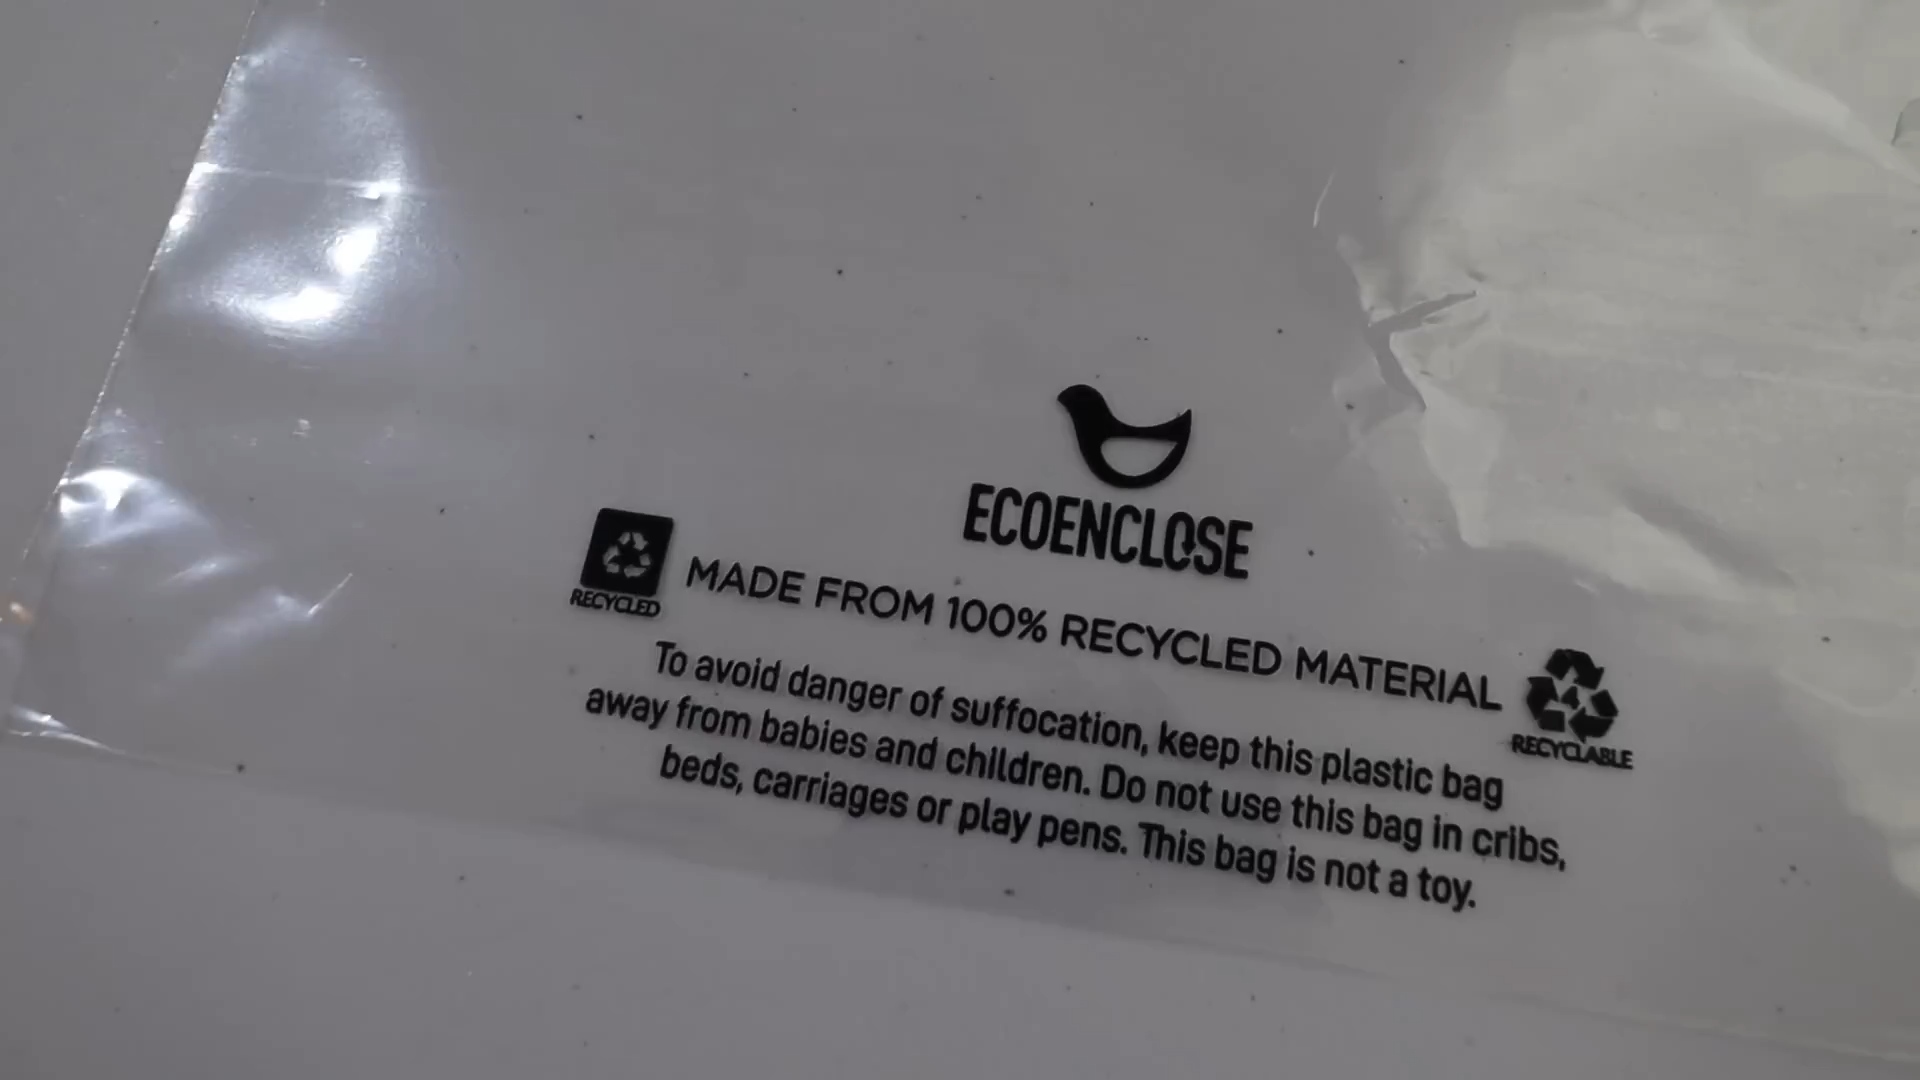 ECOENCLOSE
RECYCLED
MADE FROM 100% RECYCLED MATERIAL
4
RECYCLABLE
To avoid danger of suffocation, keep this plastic bag
away from babies and children. Do not use this bag in cribs,
beds, carriages or play pens. This bag is not a toy.